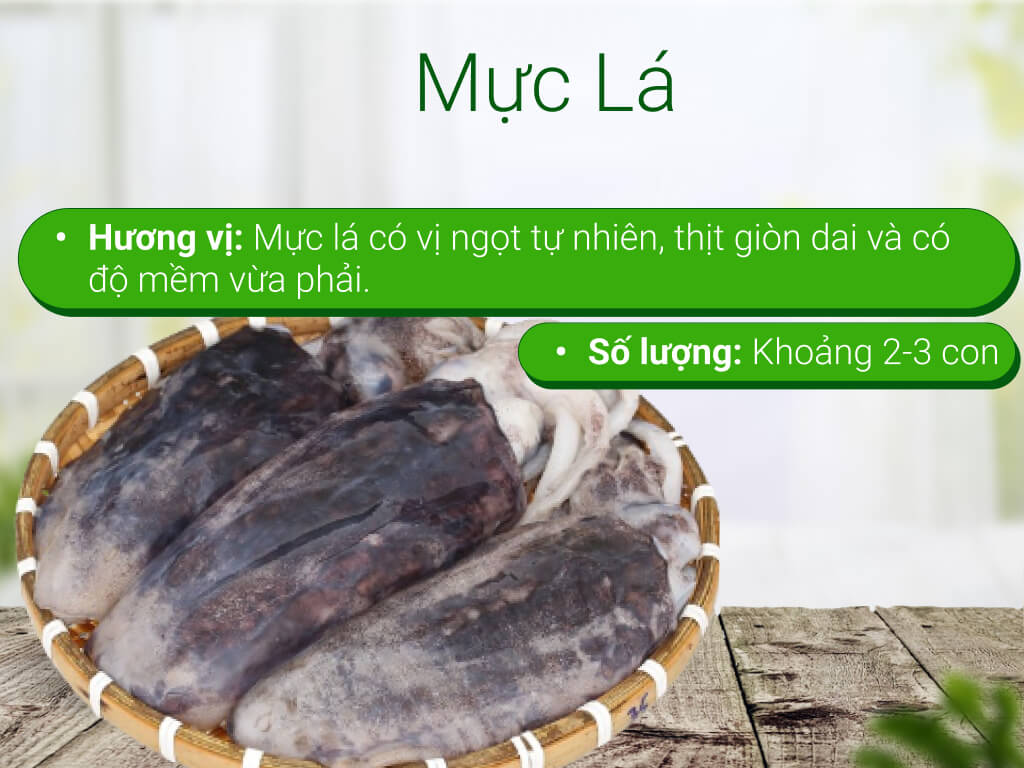 Mực Lá
• Hương vị: Mực lá có vị ngọt tự nhiên, thịt giòn dai và có
độ mềm vừa phải.
• Số lượng: Khoảng 2-3 con